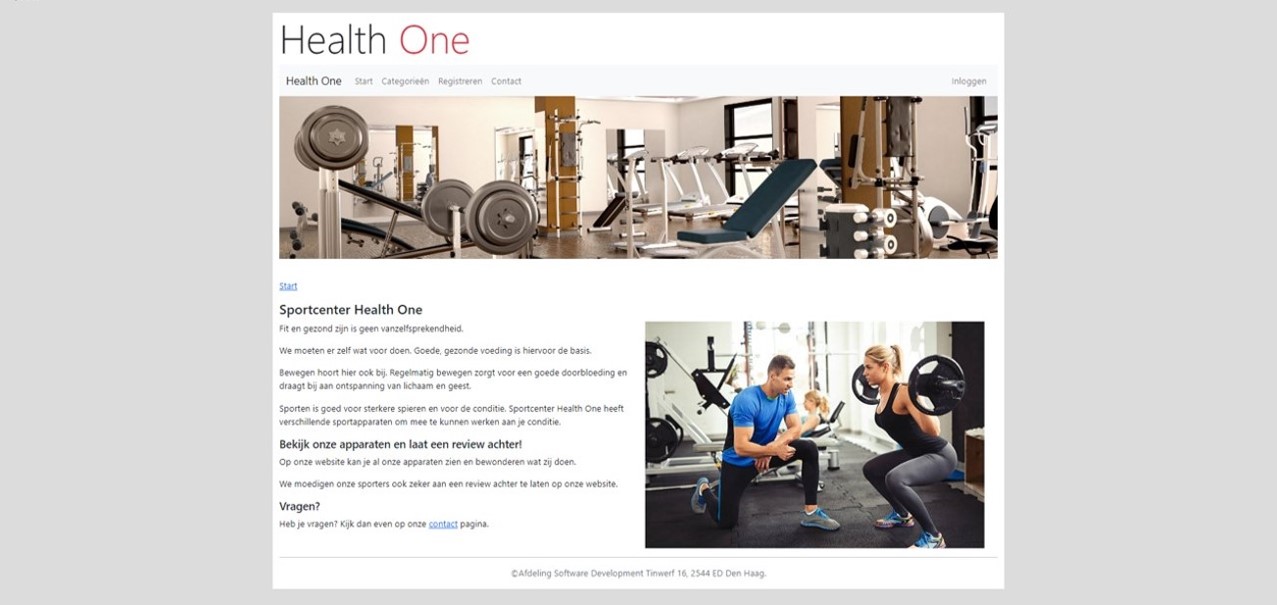 Health One
Health One Start Categorieën Registreren Contact Inloggen
Start
Sportcenter Health One
Fit en gezond zijn is geen vanzelfsprekendheid.
We moeten er zelf wat voor doen. Goede, gezonde voeding is hiervoor de basis.
Bewegen hoort hier ook bij. Regelmatig bewegen zorgt voor een goede doorbloeding en
draagt bij aan ontspanning van lichaam en geest.
Sporten is goed voor sterkere spieren en voor de conditie. Sportcenter Health One heeft
verschillende sportapparaten om mee te kunnen werken aan je conditie.
Bekijk onze apparaten en laat een review achter!
Op onze website kan je al onze apparaten zien en bewonderen wat zij doen.
We moedigen onze sporters ook zeker aan een review achter te laten op onze website.
Vragen?
Heb je vragen? Kijk dan even op onze contact pagina.
©Afdeling Software Development Tinwerf 16, 2544 ED Den Haag.